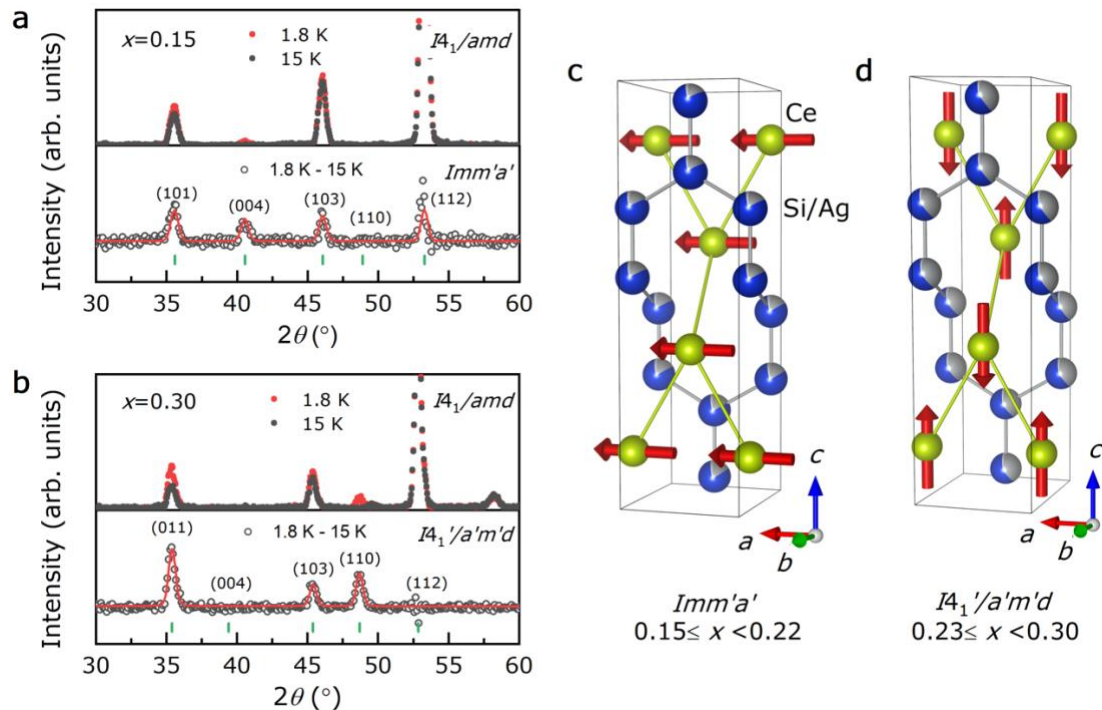 a
x=0.15
1.8 K
15 K
I4₁/amd
1.8 K - 15 K
Imm'a'
(101)
(004)
(103)
(110)
(112)
Intensity (arb. units)
30 35 40 45 50 55 60
2θ (°)
b
x=0.30
1.8 K
15 K
I4₁/amd
1.8 K - 15 K
I4₁'/a'm'd
(011)
(004)
(103)
(110)
(112)
Intensity (arb. units)
30 35 40 45 50 55 60
2θ (°)
c
Ce
Si/Ag
c
a
b
Imm'a'
0.15≤ x <0.22
d
c
a
b
I4₁'/a'm'd
0.23≤ x <0.30